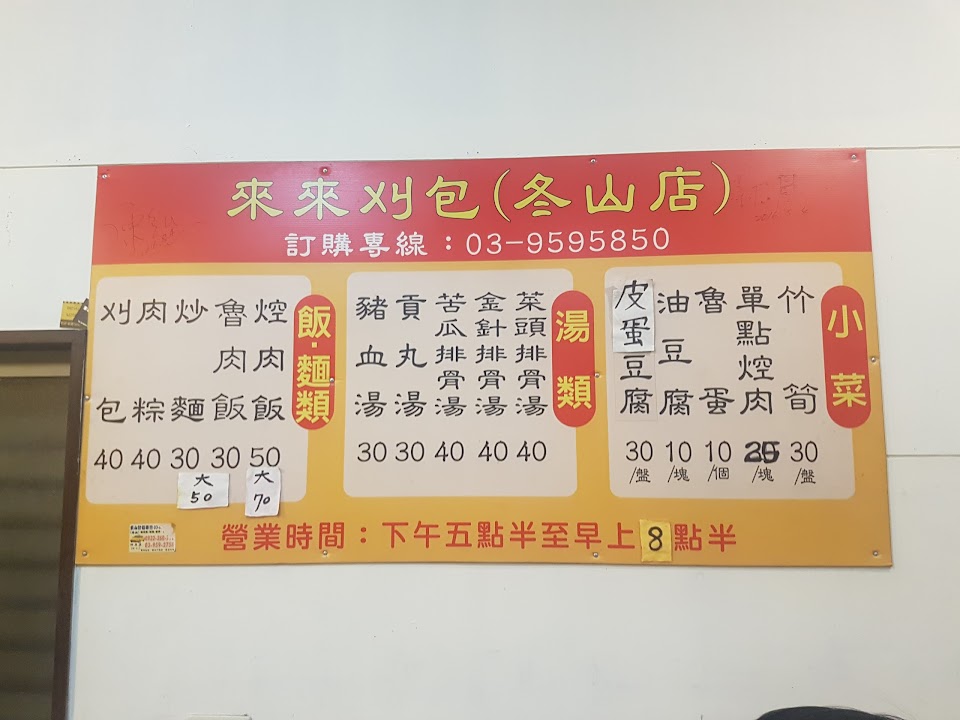 來來刈包(冬山店)
訂購專線：03-9595850
飯·麵類
焢肉飯 50 大70
魯肉飯 30
炒麵 30
大50
肉粽 40
刈包 40
湯類
菜頭排骨湯 40
金針排骨湯 40
苦瓜排骨湯 40
貢丸湯 30
豬血湯 30
小菜
竹筍 30/盤
單點焢肉 25/塊
魯蛋 10/個
油豆腐 10/塊
皮蛋豆腐 30/盤
營業時間：下午五點半至早上8點半